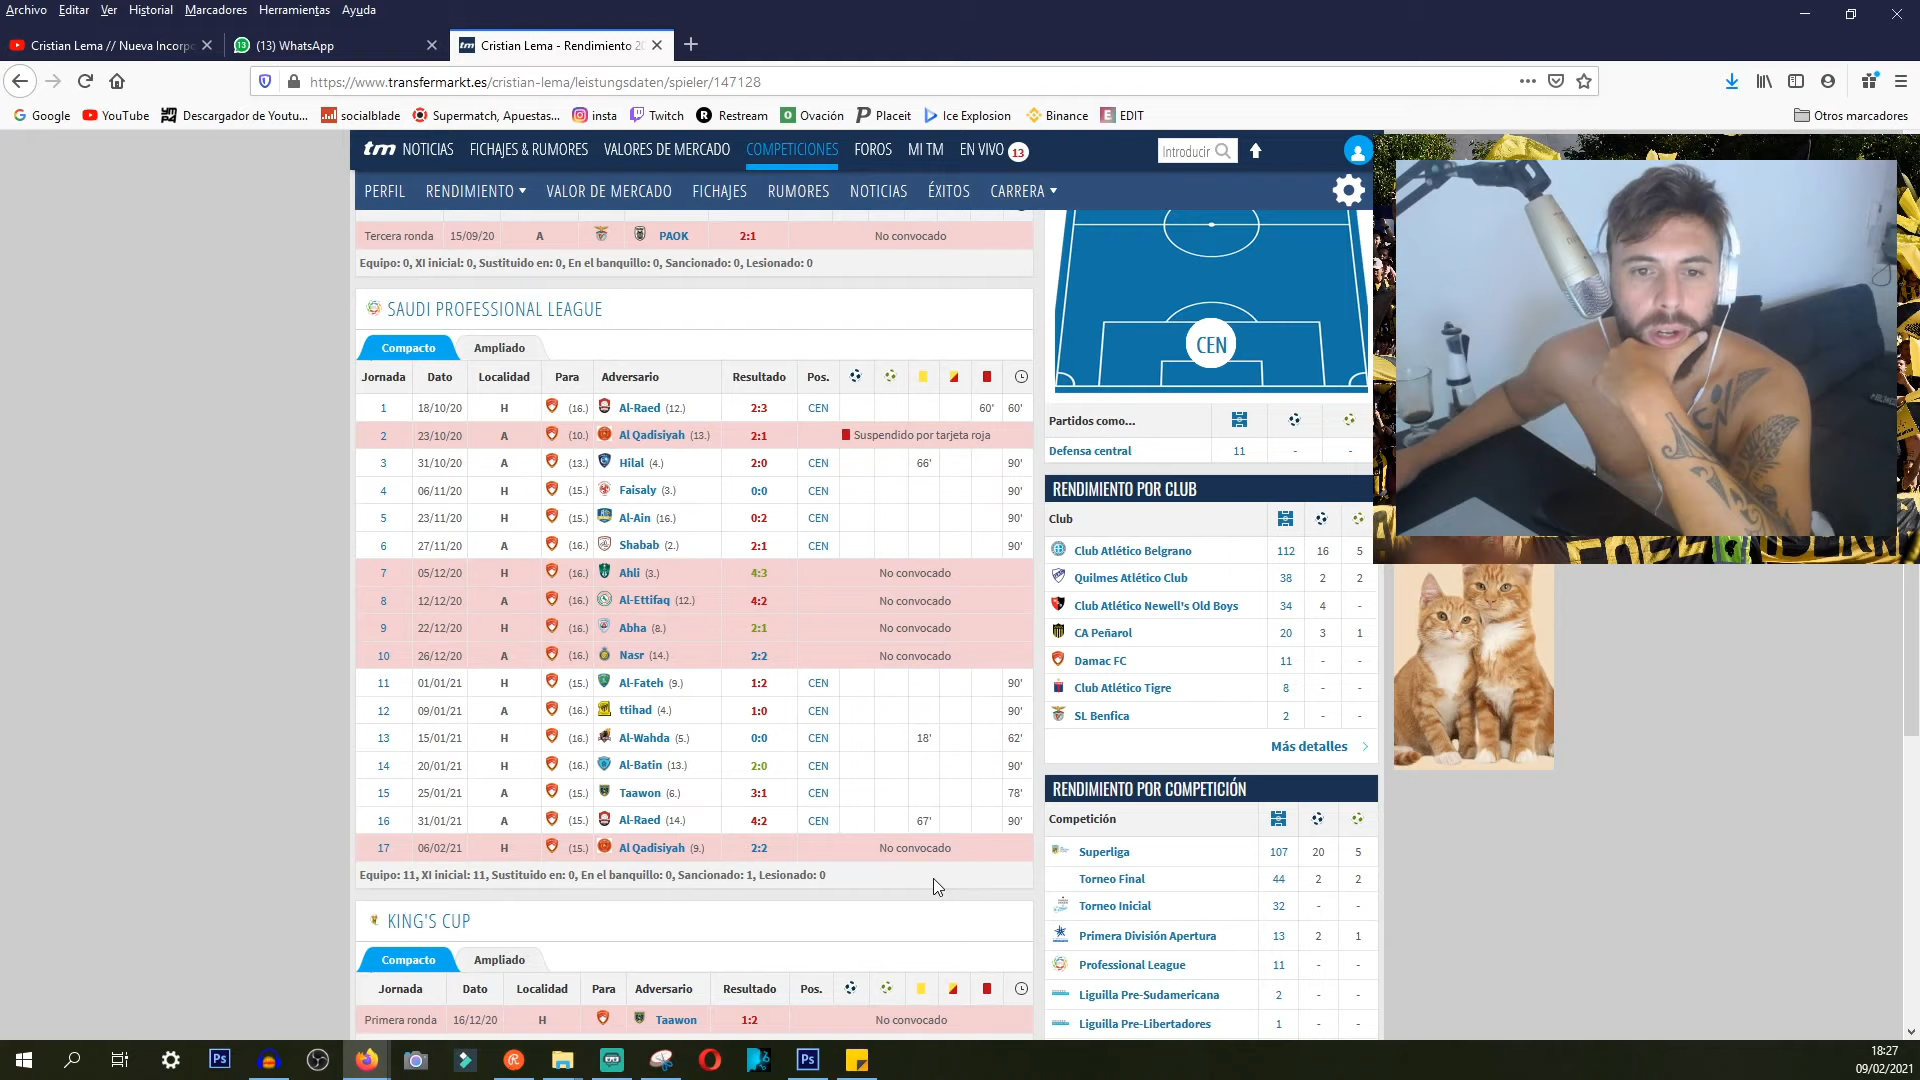 Archivo Editar Ver Historial Marcadores Herramientas Ayuda
Cristian Lema // Nueva Incorpo
13 (13) WhatsApp
tm Cristian Lema - Rendimiento 2
https://www.transfermarkt.es/cristian-lema/leistungsdaten/spieler/147128
Google YouTube Descargador de Youtu... socialblade Supermatch, Apuestas... insta Twitch Restream Ovación Placeit Ice Explosion Binance EDIT Otros marcadores
tm NOTICIAS FICHAJES & RUMORES VALORES DE MERCADO COMPETICIONES FOROS MI TM EN VIVO 13 Introducir
PERFIL RENDIMIENTO VALOR DE MERCADO FICHAJES RUMORES NOTICIAS ÉXITOS CARRERA
Tercera ronda 15/09/20 A PAOK 2:1 No convocado
Equipo: 0, XI inicial: 0, Sustituido en: 0, En el banquillo: 0, Sancionado: 0, Lesionado: 0
SAUDI PROFESSIONAL LEAGUE
Compacto Ampliado
Jornada Dato Localidad Para Adversario Resultado Pos.
1 18/10/20 H (16.) Al-Raed (12.) 2:3 CEN 60' 60'
2 23/10/20 A (10.) Al Qadisiyah (13.) 2:1 Suspendido por tarjeta roja
3 31/10/20 A (13.) Hilal (4.) 2:0 CEN 66' 90'
4 06/11/20 H (15.) Faisaly (3.) 0:0 CEN 90'
5 23/11/20 H (15.) Al-Ain (16.) 0:2 CEN 90'
6 27/11/20 A (16.) Shabab (2.) 2:1 CEN 90'
7 05/12/20 H (16.) Ahli (3.) 4:3 No convocado
8 12/12/20 A (16.) Al-Ettifaq (12.) 4:2 No convocado
9 22/12/20 H (16.) Abha (8.) 2:1 No convocado
10 26/12/20 A (16.) Nasr (14.) 2:2 No convocado
11 01/01/21 H (15.) Al-Fateh (9.) 1:2 CEN 90'
12 09/01/21 A (16.) ttihad (4.) 1:0 CEN 90'
13 15/01/21 H (16.) Al-Wahda (5.) 0:0 CEN 18' 62'
14 20/01/21 H (16.) Al-Batin (13.) 2:0 CEN 90'
15 25/01/21 A (15.) Taawon (6.) 3:1 CEN 78'
16 31/01/21 A (15.) Al-Raed (14.) 4:2 CEN 67' 90'
17 06/02/21 H (15.) Al Qadisiyah (9.) 2:2 No convocado
Equipo: 11, XI inicial: 11, Sustituido en: 0, En el banquillo: 0, Sancionado: 1, Lesionado: 0
KING'S CUP
Compacto Ampliado
Jornada Dato Localidad Para Adversario Resultado Pos.
Primera ronda 16/12/20 H Taawon 1:2 No convocado
CEN
Partidos como...
Defensa central 11 - -
RENDIMIENTO POR CLUB
Club
Club Atlético Belgrano 112 16 5
Quilmes Atlético Club 38 2 2
Club Atlético Newell's Old Boys 34 4 -
CA Peñarol 20 3 1
Damac FC 11 - -
Club Atlético Tigre 8 - -
SL Benfica 2 - -
Más detalles
RENDIMIENTO POR COMPETICIÓN
Competición
Superliga 107 20 5
Torneo Final 44 2 2
Torneo Inicial 32 - -
Primera División Apertura 13 2 1
Professional League 11 - -
Liguilla Pre-Sudamericana 2 - -
Liguilla Pre-Libertadores 1 - -
Ps Ps
18:27
09/02/2021